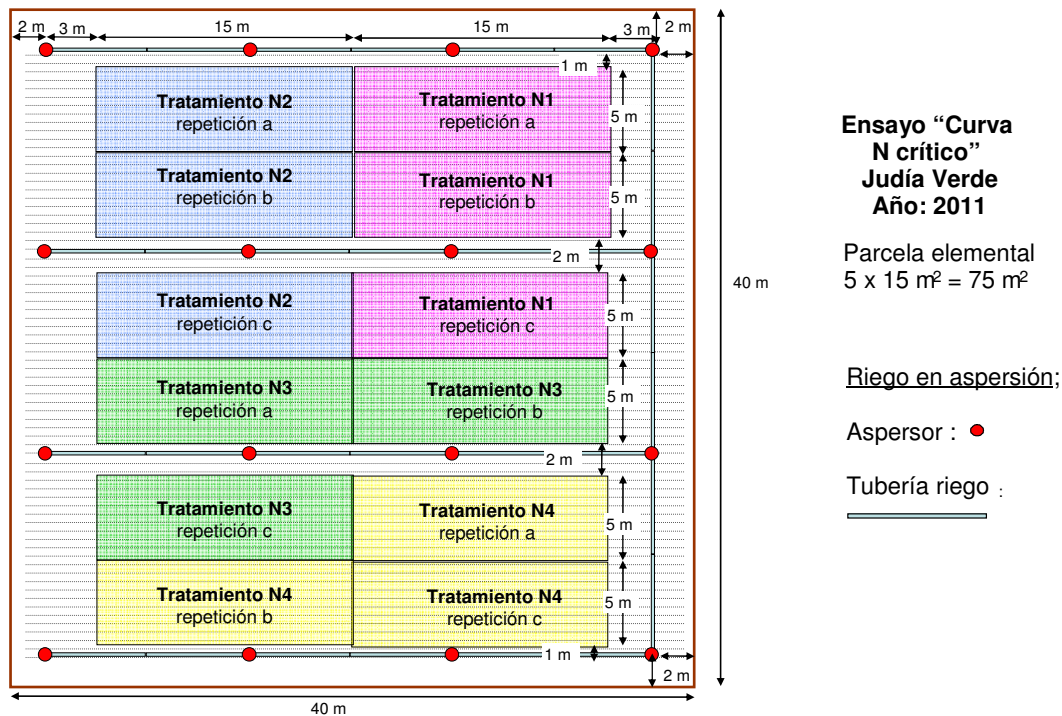 2 m
3 m
15 m
15 m
3 m
2 m
1 m
Tratamiento N2
repetición a
Tratamiento N1
repetición a
5 m
Tratamiento N2
repetición b
Tratamiento N1
repetición b
5 m
2 m
Tratamiento N2
repetición c
Tratamiento N1
repetición c
5 m
Tratamiento N3
repetición a
Tratamiento N3
repetición b
5 m
2 m
Tratamiento N3
repetición c
Tratamiento N4
repetición a
5 m
Tratamiento N4
repetición b
Tratamiento N4
repetición c
5 m
1 m
2 m
40 m
40 m
Ensayo “Curva
N crítico”
Judía Verde
Año: 2011
Parcela elemental
5 x 15 m² = 75 m²
Riego en aspersión;
Aspersor :
Tubería riego :